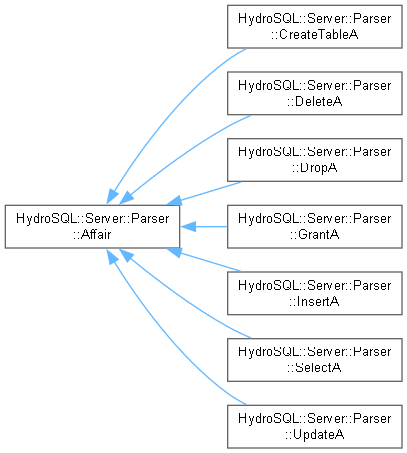 HydroSQL::Server::Parser
::CreateTableA
HydroSQL::Server::Parser
::DeleteA
HydroSQL::Server::Parser
::DropA
HydroSQL::Server::Parser
::Affair
HydroSQL::Server::Parser
::GrantA
HydroSQL::Server::Parser
::InsertA
HydroSQL::Server::Parser
::SelectA
HydroSQL::Server::Parser
::UpdateA